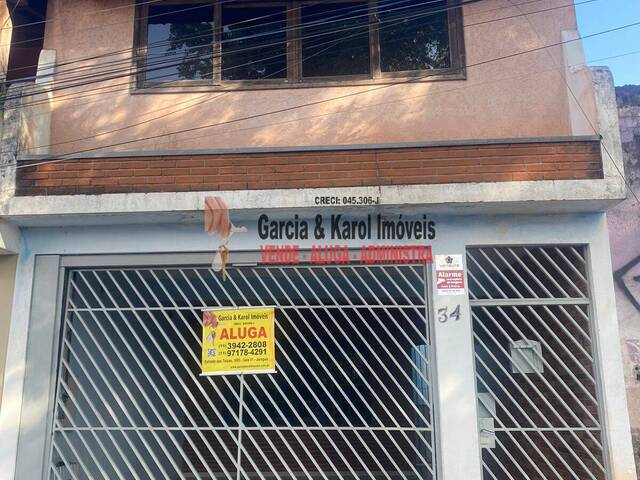 CRECI: 045.306-J
Garcia & Karol Imóveis
VENDE - ALUGA - ADMINISTRA
Alarme
34
Garcia & Karol Imóveis
ALUGA
(11) 3942-2808
(11) 97178-4291